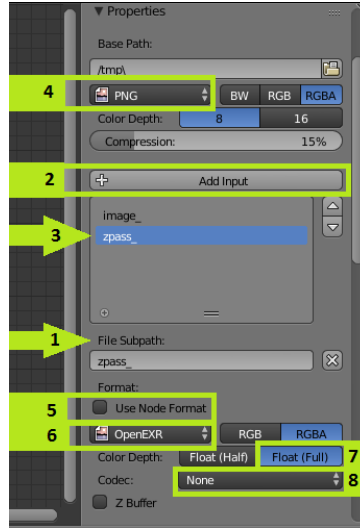 ▼ Properties
Base Path:
/tmp\
4 PNG BW RGB RGBA
Color Depth: 8 16
Compression: 15%
2 Add Input
image_
3 zpass_
1 File Subpath:
zpass_
Format:
5 Use Node Format
6 OpenEXR RGB RGBA
Color Depth: Float (Half) Float (Full) 7
Codec: None 8
Z Buffer